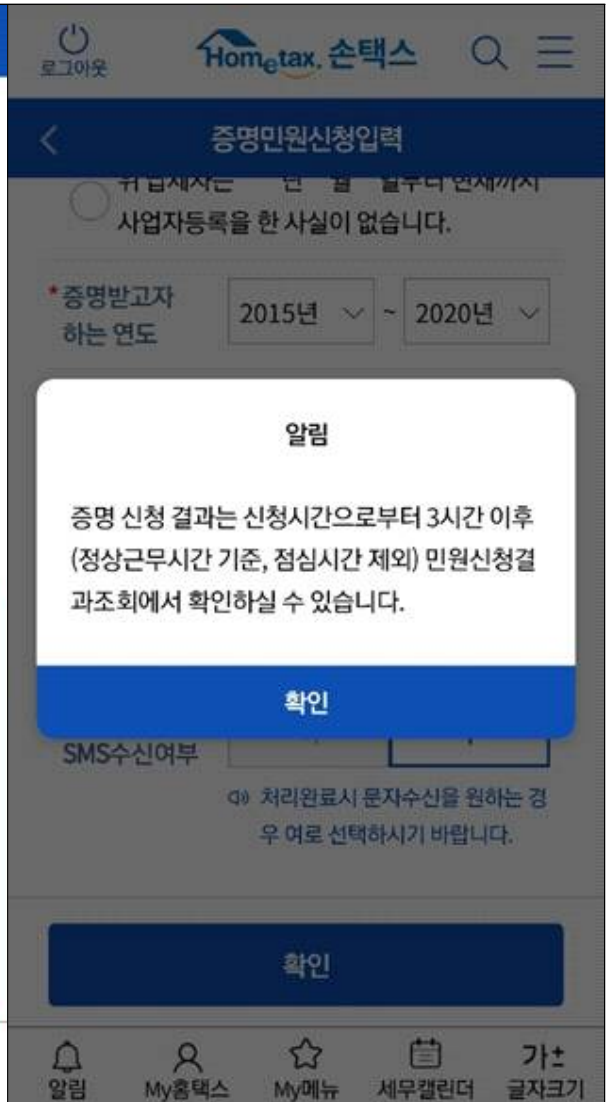 로그아웃
Hometax. 손택스
증명민원신청입력
사업자등록을 한 사실이 없습니다.
*증명받고자
하는 연도
2015년 ~ 2020년
알림
증명 신청 결과는 신청시간으로부터 3시간 이후
(정상근무시간 기준, 점심시간 제외) 민원신청결
과조회에서 확인하실 수 있습니다.
확인
SMS수신여부
처리완료시 문자수신을 원하는 경
우 여로 선택하시기 바랍니다.
확인
가±
알림 My홈택스 My메뉴 세무캘린더 글자크기